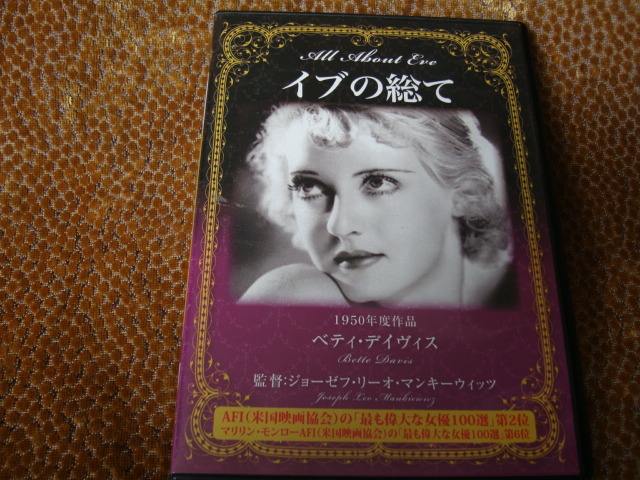 All About Eve
イブの総て
1950年度作品
ベティ・デイヴィス
Bette Davis
監督:ジョーゼフ・リーオ・マンキーウィッツ
Joseph Leo Mankiewicz
AFI(米国映画協会)の「最も偉大な女優100選」第2位
マリリン・モンローAFI(米国映画協会)の「最も偉大な女優100選」第6位